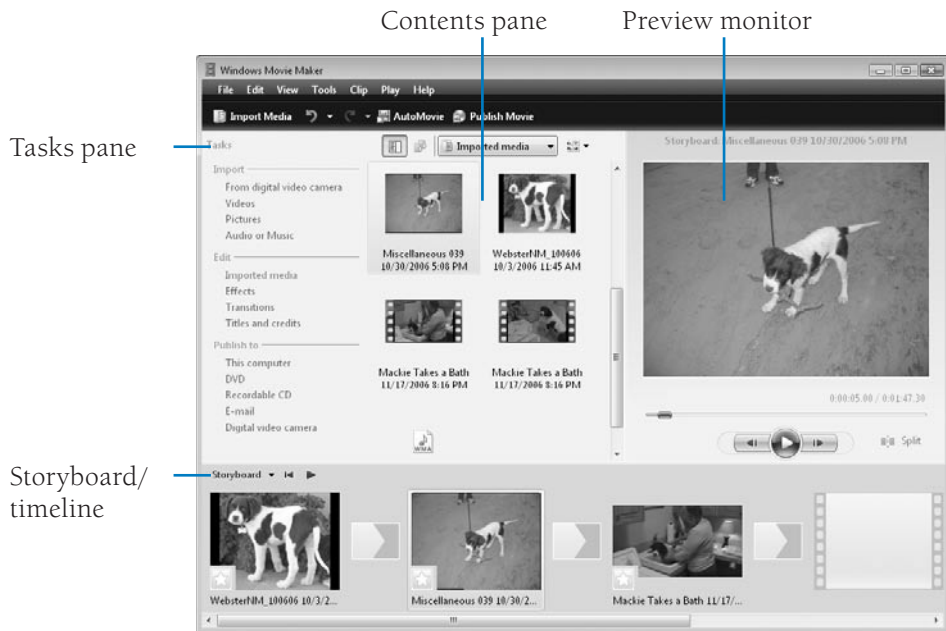 Contents pane
Preview monitor
Windows Movie Maker
File Edit View Tools Clip Play Help
Import Media AutoMovie Publish Movie
Tasks pane
Tasks
Imported media
Storyboard: Miscellaneous 039 10/30/2006 5:08 PM
Import
From digital video camera
Videos
Pictures
Audio or Music
Edit
Imported media
Effects
Transitions
Titles and credits
Publish to
This computer
DVD
Recordable CD
E-mail
Digital video camera
Miscellaneous 039
10/30/2006 5:08 PM
WebsterNM_100606
10/3/2006 11:45 AM
Mackie Takes a Bath
11/17/2006 8:16 PM
Mackie Takes a Bath
11/17/2006 8:16 PM
WMA
0:00:05.00 / 0:01:47.30
Split
Storyboard/
timeline
Storyboard
WebsterNM_100606 10/3/2...
Miscellaneous 039 10/30/2...
Mackie Takes a Bath 11/17/...